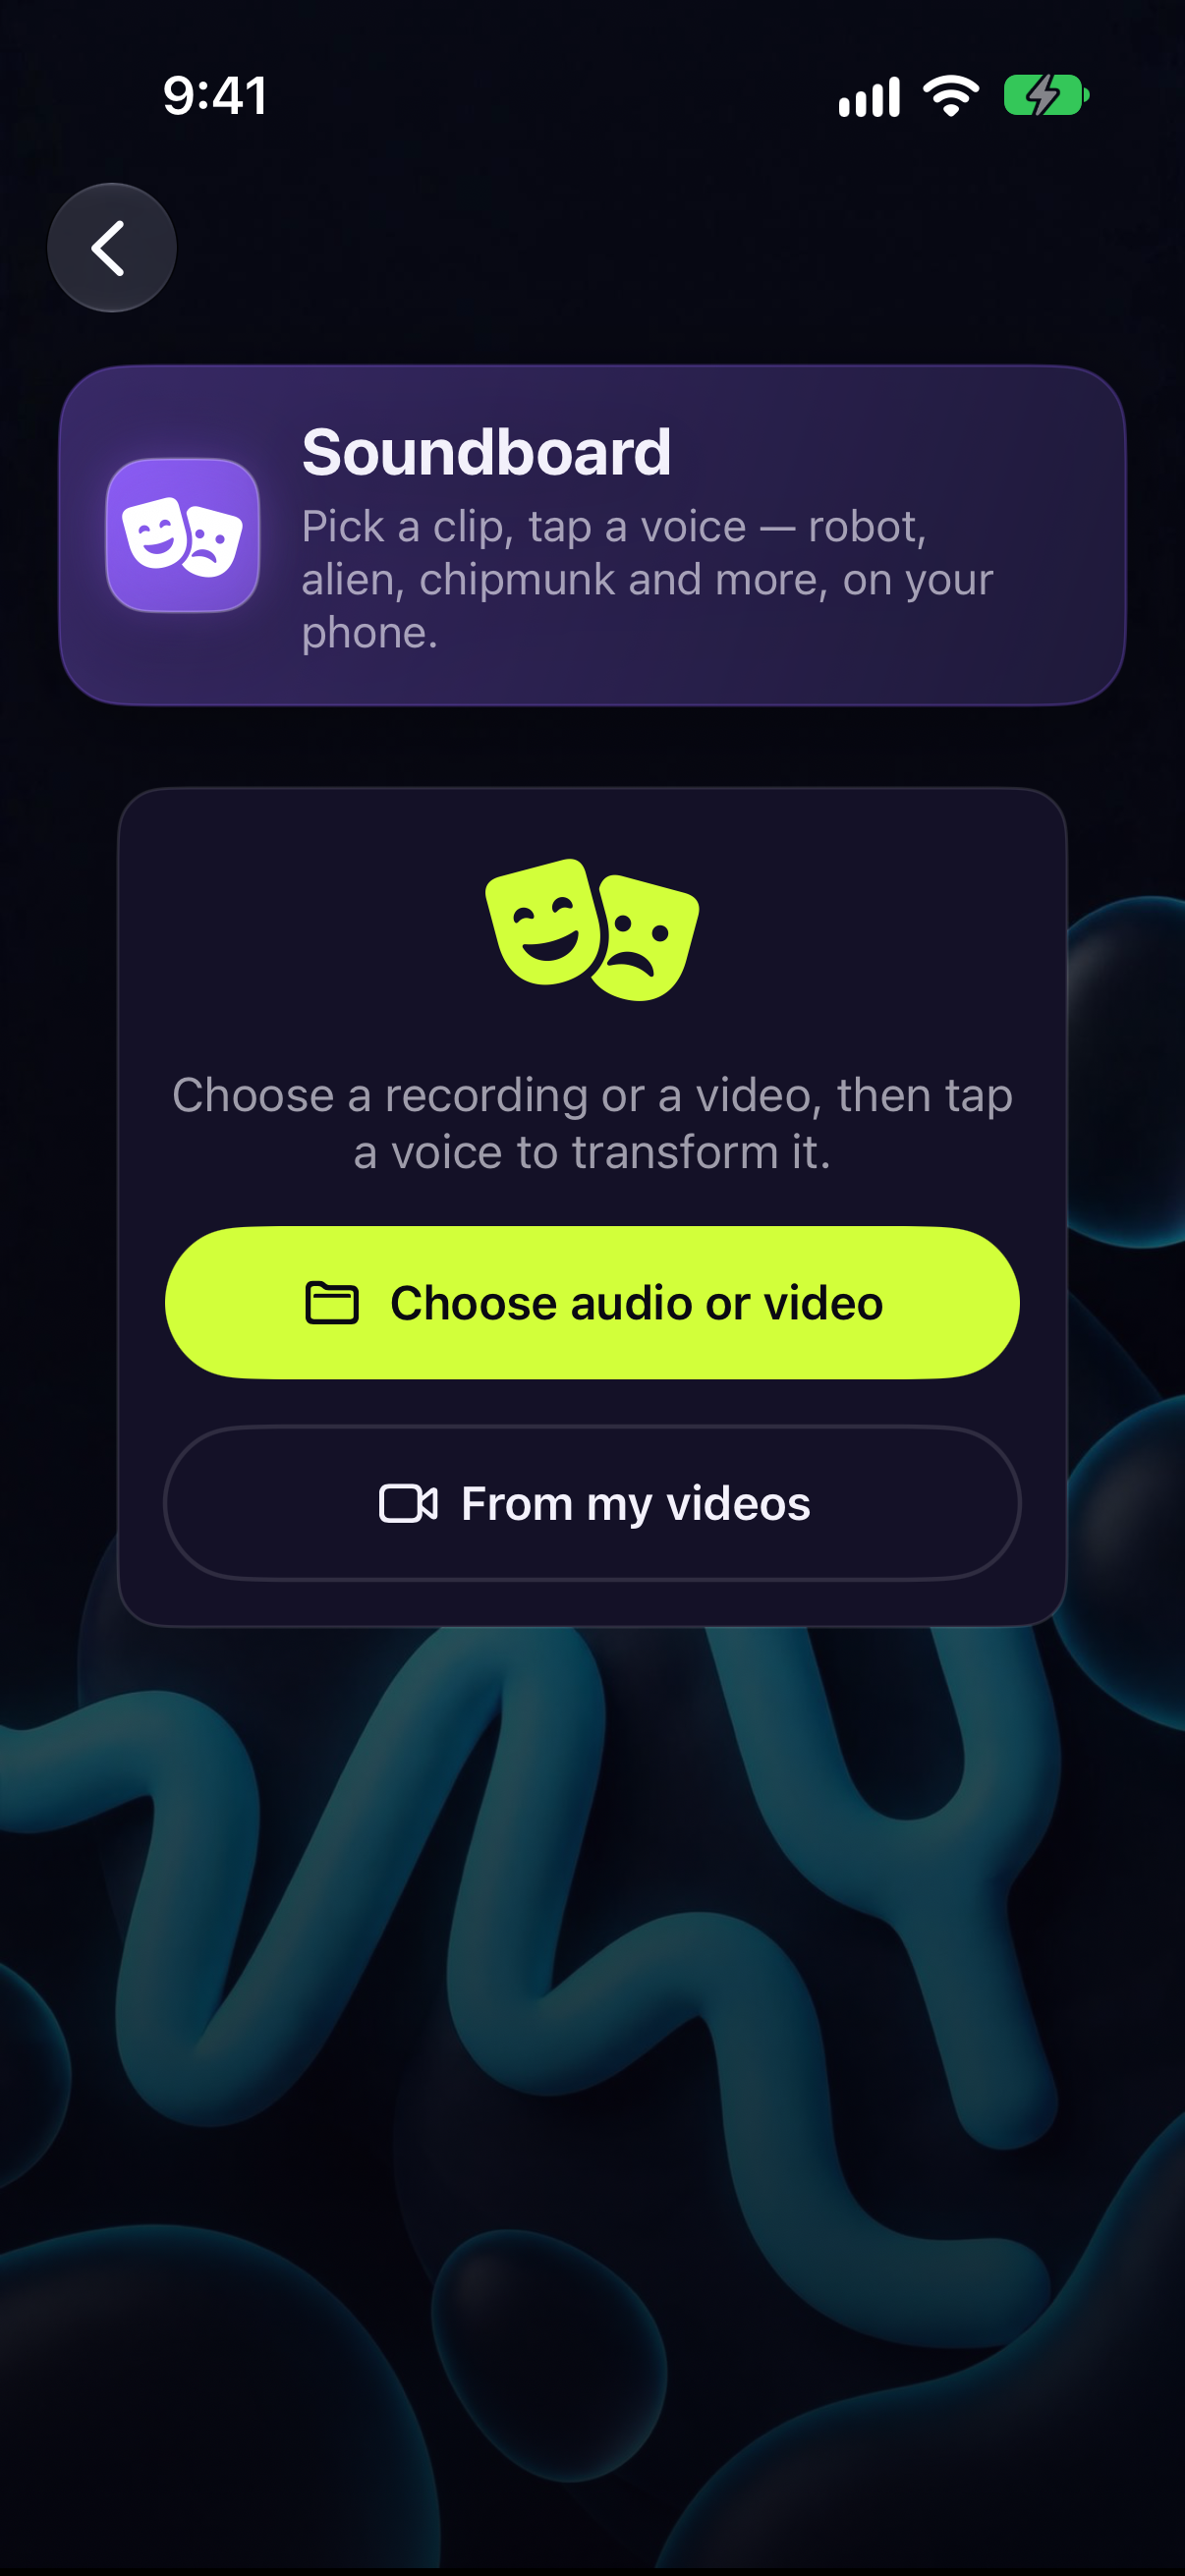 9:41
Soundboard
Pick a clip, tap a voice — robot,
alien, chipmunk and more, on your
phone.
Choose a recording or a video, then tap
a voice to transform it.
Choose audio or video
From my videos